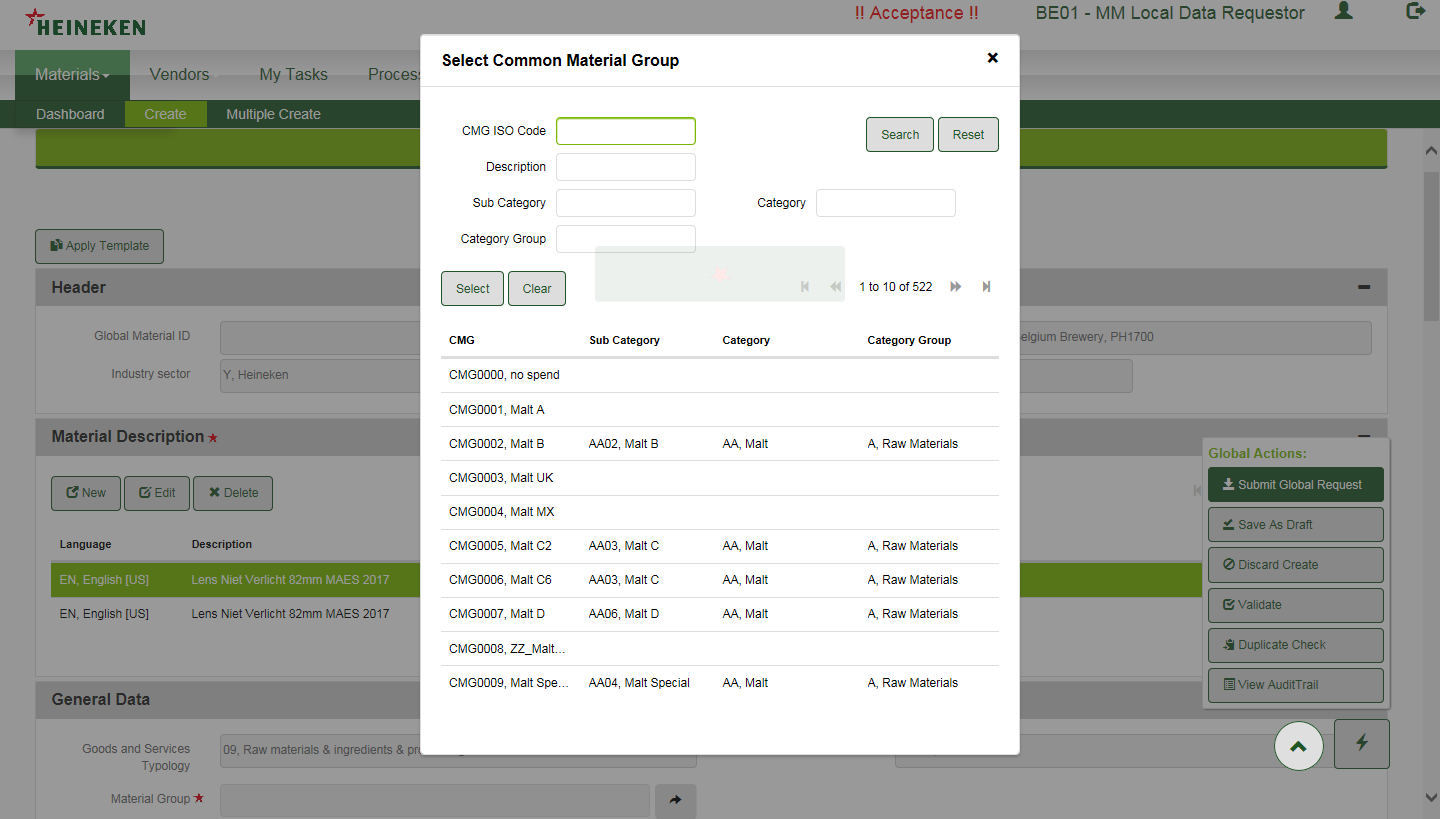 HEINEKEN
!! Acceptance !!
BE01 - MM Local Data Requestor
Materials
Vendors
My Tasks
Proces
Dashboard
Create
Multiple Create
Select Common Material Group
CMG ISO Code
Search
Reset
Description
Sub Category
Category
Category Group
Select
Clear
1 to 10 of 522
CMG Sub Category Category Category Group
CMG0000, no spend
CMG0001, Malt A
CMG0002, Malt B AA02, Malt B AA, Malt A, Raw Materials
CMG0003, Malt UK
CMG0004, Malt MX
CMG0005, Malt C2 AA03, Malt C AA, Malt A, Raw Materials
CMG0006, Malt C6 AA03, Malt C AA, Malt A, Raw Materials
CMG0007, Malt D AA06, Malt D AA, Malt A, Raw Materials
CMG0008, ZZ_Malt...
CMG0009, Malt Spe... AA04, Malt Special AA, Malt A, Raw Materials
Apply Template
Header
Global Material ID
elgium Brewery, PH1700
Industry sector
Y, Heineken
Material Description
New
Edit
Delete
Language Description
EN, English [US] Lens Niet Verlicht 82mm MAES 2017
EN, English [US] Lens Niet Verlicht 82mm MAES 2017
General Data
Goods and Services
Typology
09, Raw materials & ingredients & pr
Material Group
Global Actions:
Submit Global Request
Save As Draft
Discard Create
Validate
Duplicate Check
View AuditTrail